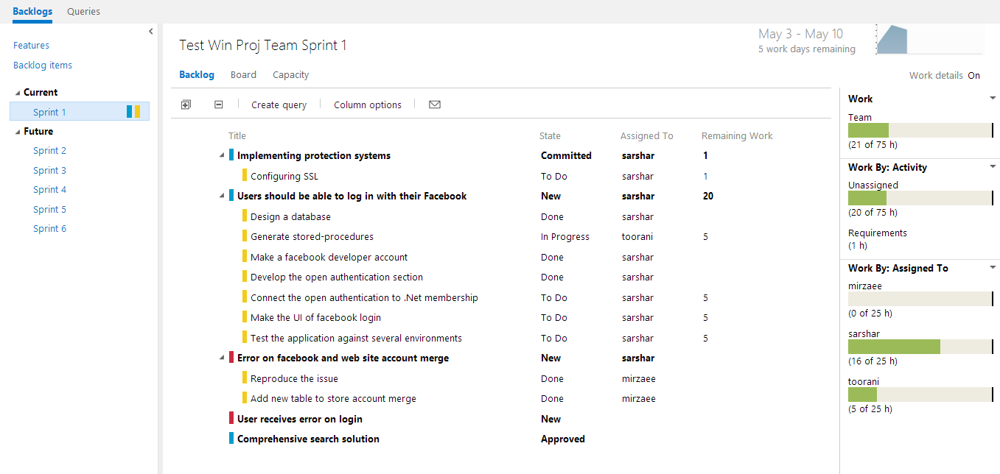 Backlogs Queries
Features
Backlog items
Current
Sprint 1
Future
Sprint 2
Sprint 3
Sprint 4
Sprint 5
Sprint 6
Test Win Proj Team Sprint 1
May 3 - May 10
5 work days remaining
Backlog Board Capacity
Work details On
Create query Column options
Title State Assigned To Remaining Work
Implementing protection systems Committed sarshar 1
Configuring SSL To Do sarshar 1
Users should be able to log in with their Facebook New sarshar 20
Design a database Done sarshar
Generate stored-procedures In Progress toorani 5
Make a facebook developer account Done sarshar
Develop the open authentication section Done sarshar
Connect the open authentication to .Net membership To Do sarshar 5
Make the UI of facebook login To Do sarshar 5
Test the application against several environments To Do sarshar 5
Error on facebook and web site account merge New sarshar
Reproduce the issue Done mirzaee
Add new table to store account merge Done mirzaee
User receives error on login New
Comprehensive search solution Approved
Work
Team
(21 of 75 h)
Work By: Activity
Unassigned
(20 of 75 h)
Requirements
(1 h)
Work By: Assigned To
mirzaee
(0 of 25 h)
sarshar
(16 of 25 h)
toorani
(5 of 25 h)